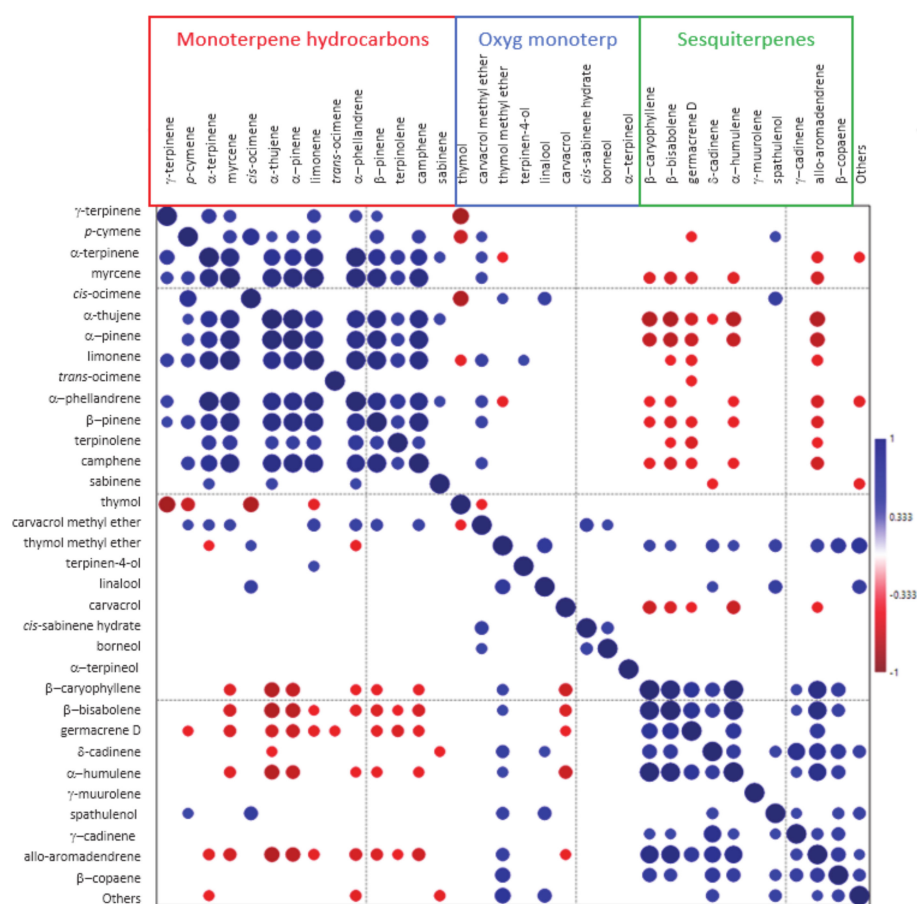 Monoterpene hydrocarbons
Oxyg monoterp
Sesquiterpenes
γ-terpinene
p-cymene
α-terpinene
myrcene
cis-ocimene
α-thujene
α-pinene
limonene
trans-ocimene
α-phellandrene
β-pinene
terpinolene
camphene
sabinene
thymol
carvacrol methyl ether
thymol methyl ether
terpinen-4-ol
linalool
carvacrol
cis-sabinene hydrate
borneol
α-terpineol
β-caryophyllene
β-bisabolene
germacrene D
δ-cadinene
α-humulene
γ-muurolene
spathulenol
γ-cadinene
allo-aromadendrene
β-copaene
Others
γ-terpinene
p-cymene
α-terpinene
myrcene
cis-ocimene
α-thujene
α-pinene
limonene
trans-ocimene
α-phellandrene
β-pinene
terpinolene
camphene
sabinene
thymol
carvacrol methyl ether
thymol methyl ether
terpinen-4-ol
linalool
carvacrol
cis-sabinene hydrate
borneol
α-terpineol
β-caryophyllene
β-bisabolene
germacrene D
δ-cadinene
α-humulene
γ-muurolene
spathulenol
γ-cadinene
allo-aromadendrene
β-copaene
Others
1
0.333
-0.333
-1